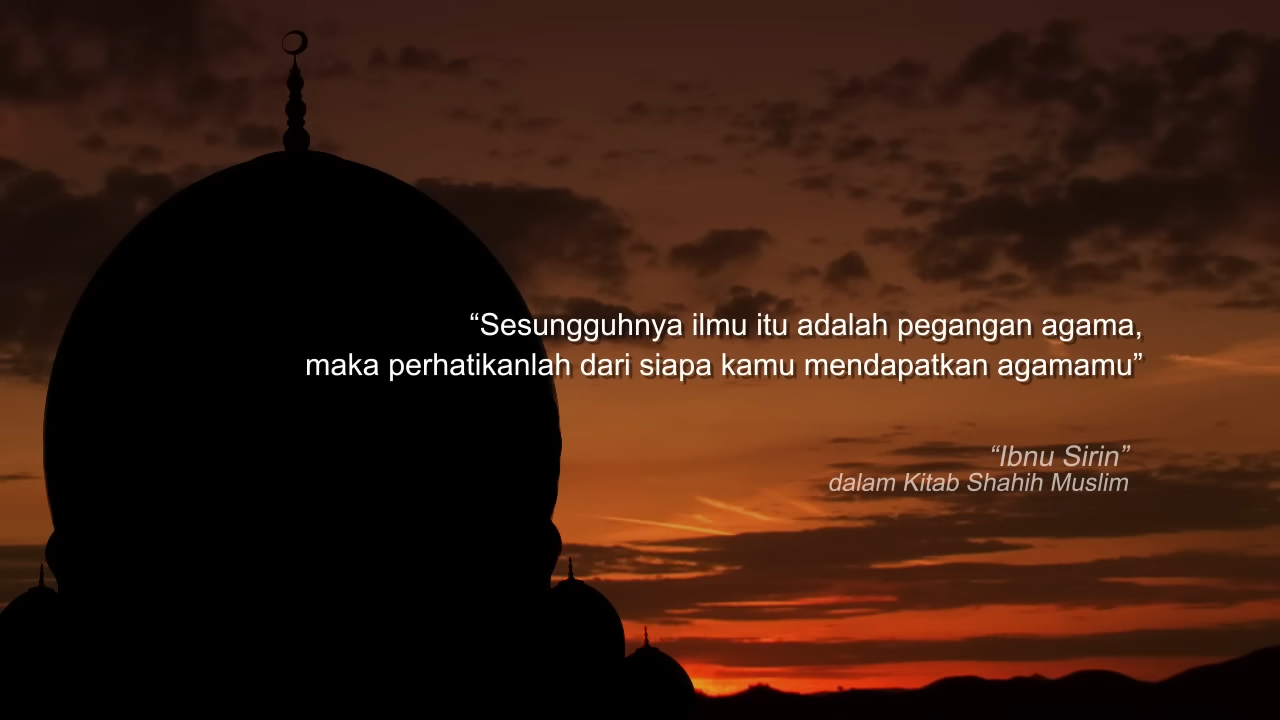 “Sesungguhnya ilmu itu adalah pegangan agama,
maka perhatikanlah dari siapa kamu mendapatkan agamamu”
“Ibnu Sirin”
dalam Kitab Shahih Muslim